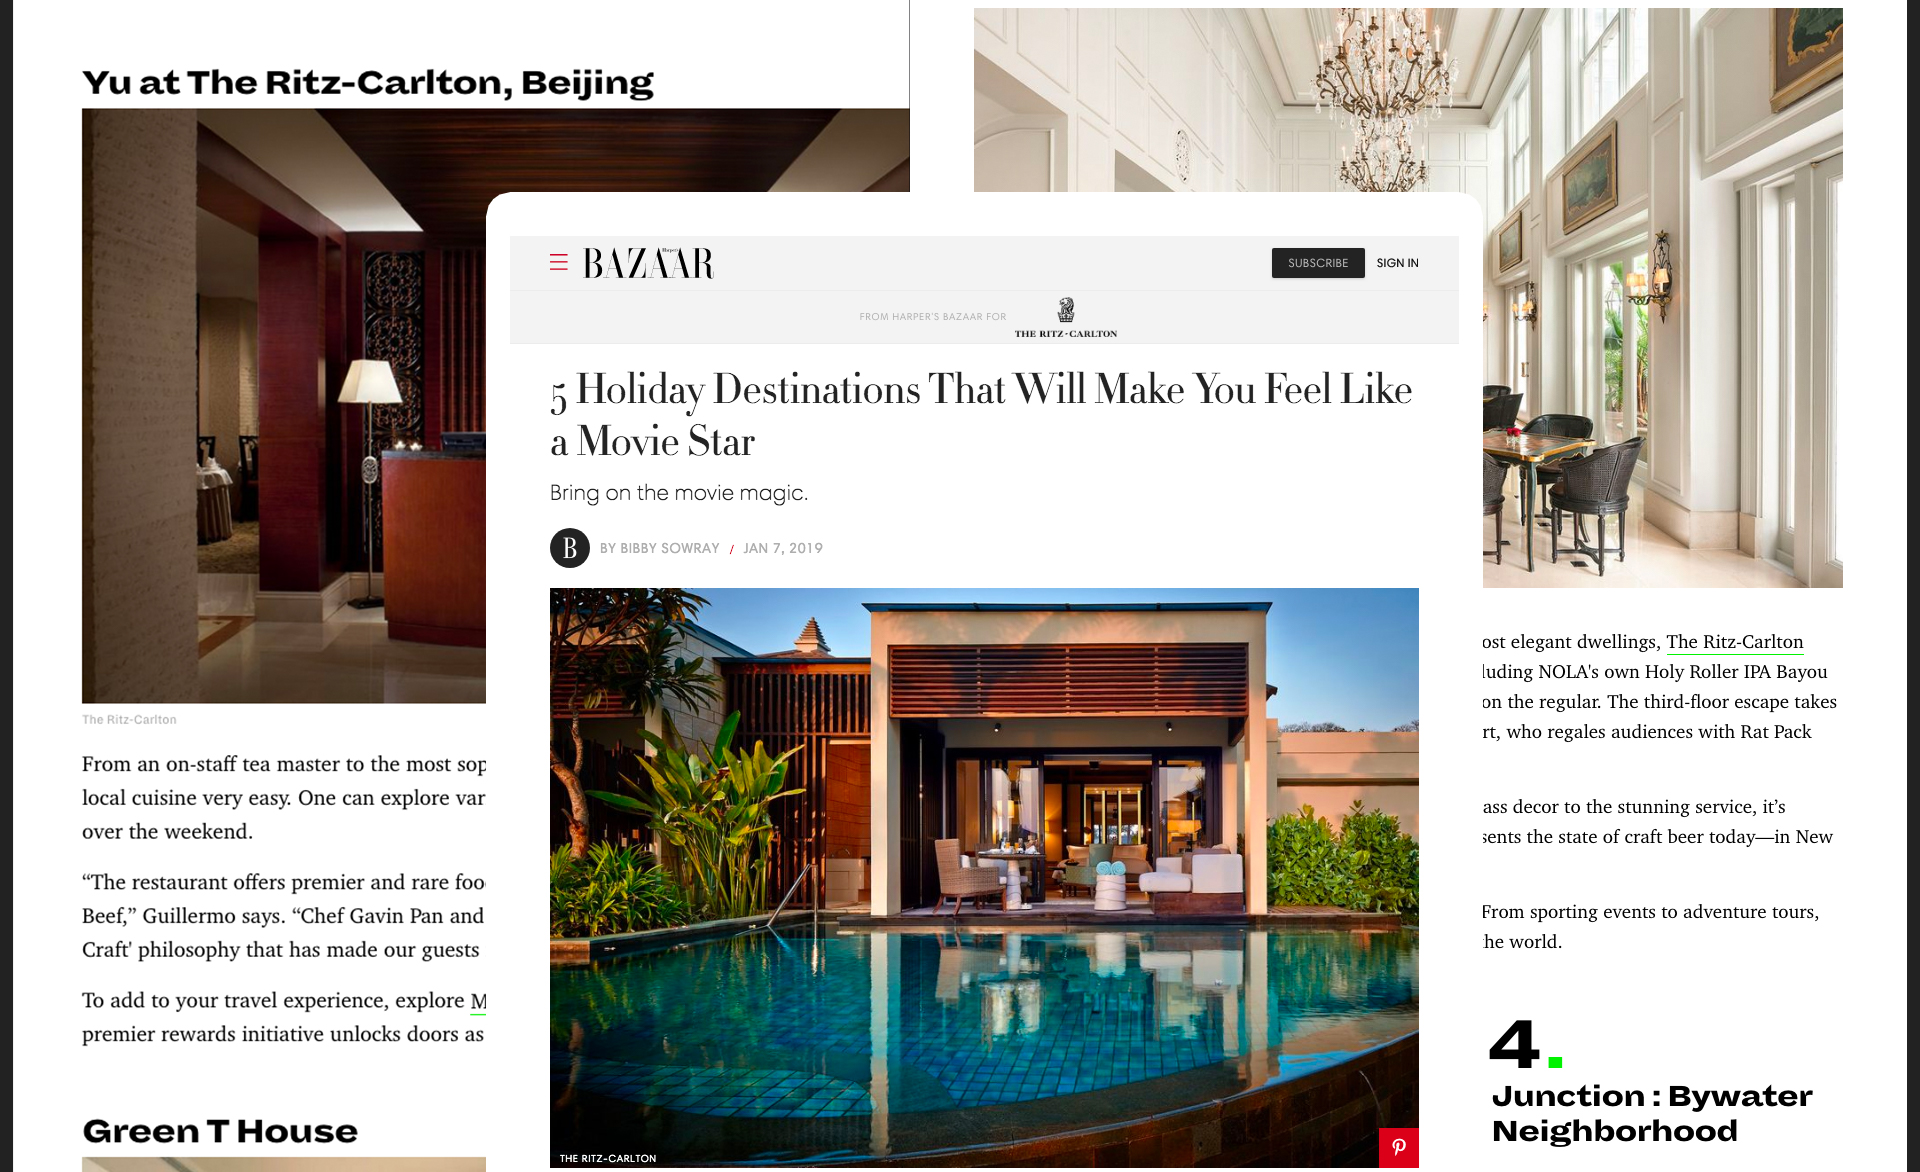 Yu at The Ritz-Carlton, Beijing
The Ritz-Carlton
From an on-staff tea master to the most sop
local cuisine very easy. One can explore var
over the weekend.
“The restaurant offers premier and rare foo
Beef,” Guillermo says. “Chef Gavin Pan and
Craft' philosophy that has made our guests
To add to your travel experience, explore M
premier rewards initiative unlocks doors as
Green T House
Harper's
BAZAAR
SUBSCRIBE
SIGN IN
FROM HARPER'S BAZAAR FOR
THE RITZ-CARLTON
5 Holiday Destinations That Will Make You Feel Like
a Movie Star
Bring on the movie magic.
B
BY BIBBY SOWRAY / JAN 7, 2019
THE RITZ-CARLTON
ost elegant dwellings, The Ritz-Carlton
luding NOLA's own Holy Roller IPA Bayou
on the regular. The third-floor escape takes
rt, who regales audiences with Rat Pack
ass decor to the stunning service, it’s
sents the state of craft beer today—in New
From sporting events to adventure tours,
he world.
4.
Junction : Bywater
Neighborhood